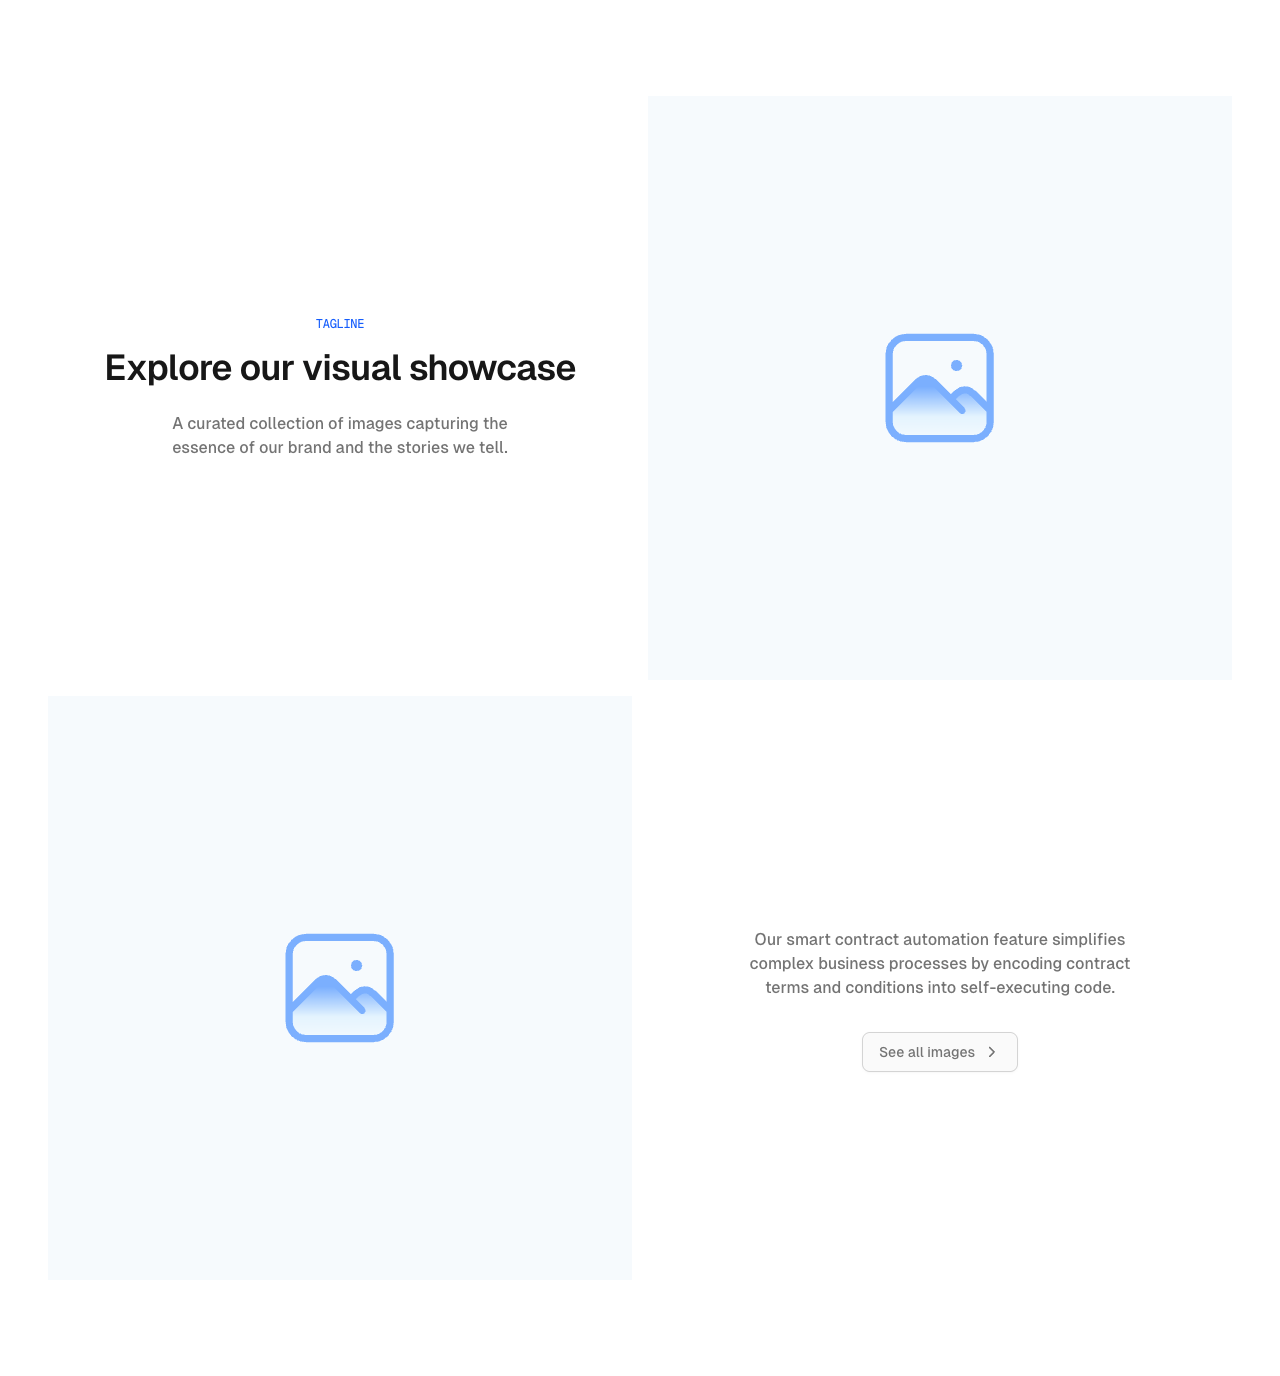 TAGLINE
Explore our visual showcase
A curated collection of images capturing the
essence of our brand and the stories we tell.
Our smart contract automation feature simplifies
complex business processes by encoding contract
terms and conditions into self-executing code.
See all images